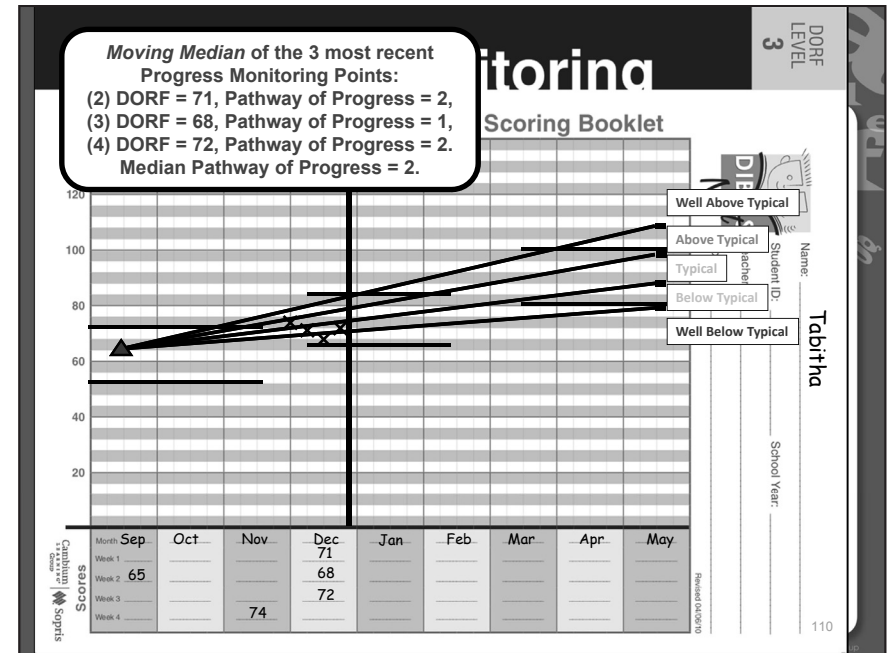 Moving Median of the 3 most recent
Progress Monitoring Points:
(2) DORF = 71, Pathway of Progress = 2,
(3) DORF = 68, Pathway of Progress = 1,
(4) DORF = 72, Pathway of Progress = 2.
Median Pathway of Progress = 2.
itoring
Scoring Booklet
DORF
LEVEL
3
120
100
80
60
40
20
Well Above Typical
Above Typical
Typical
Below Typical
Well Below Typical
Name:
Tabitha
Student ID:
School Year:
Month Sep Oct Nov Dec Jan Feb Mar Apr May
Week 1 71
Week 2 65 68
Week 3 72
Week 4 74
Scores
Cambium
LEARNING
Group
Sopris
Revised 04/06/10
110